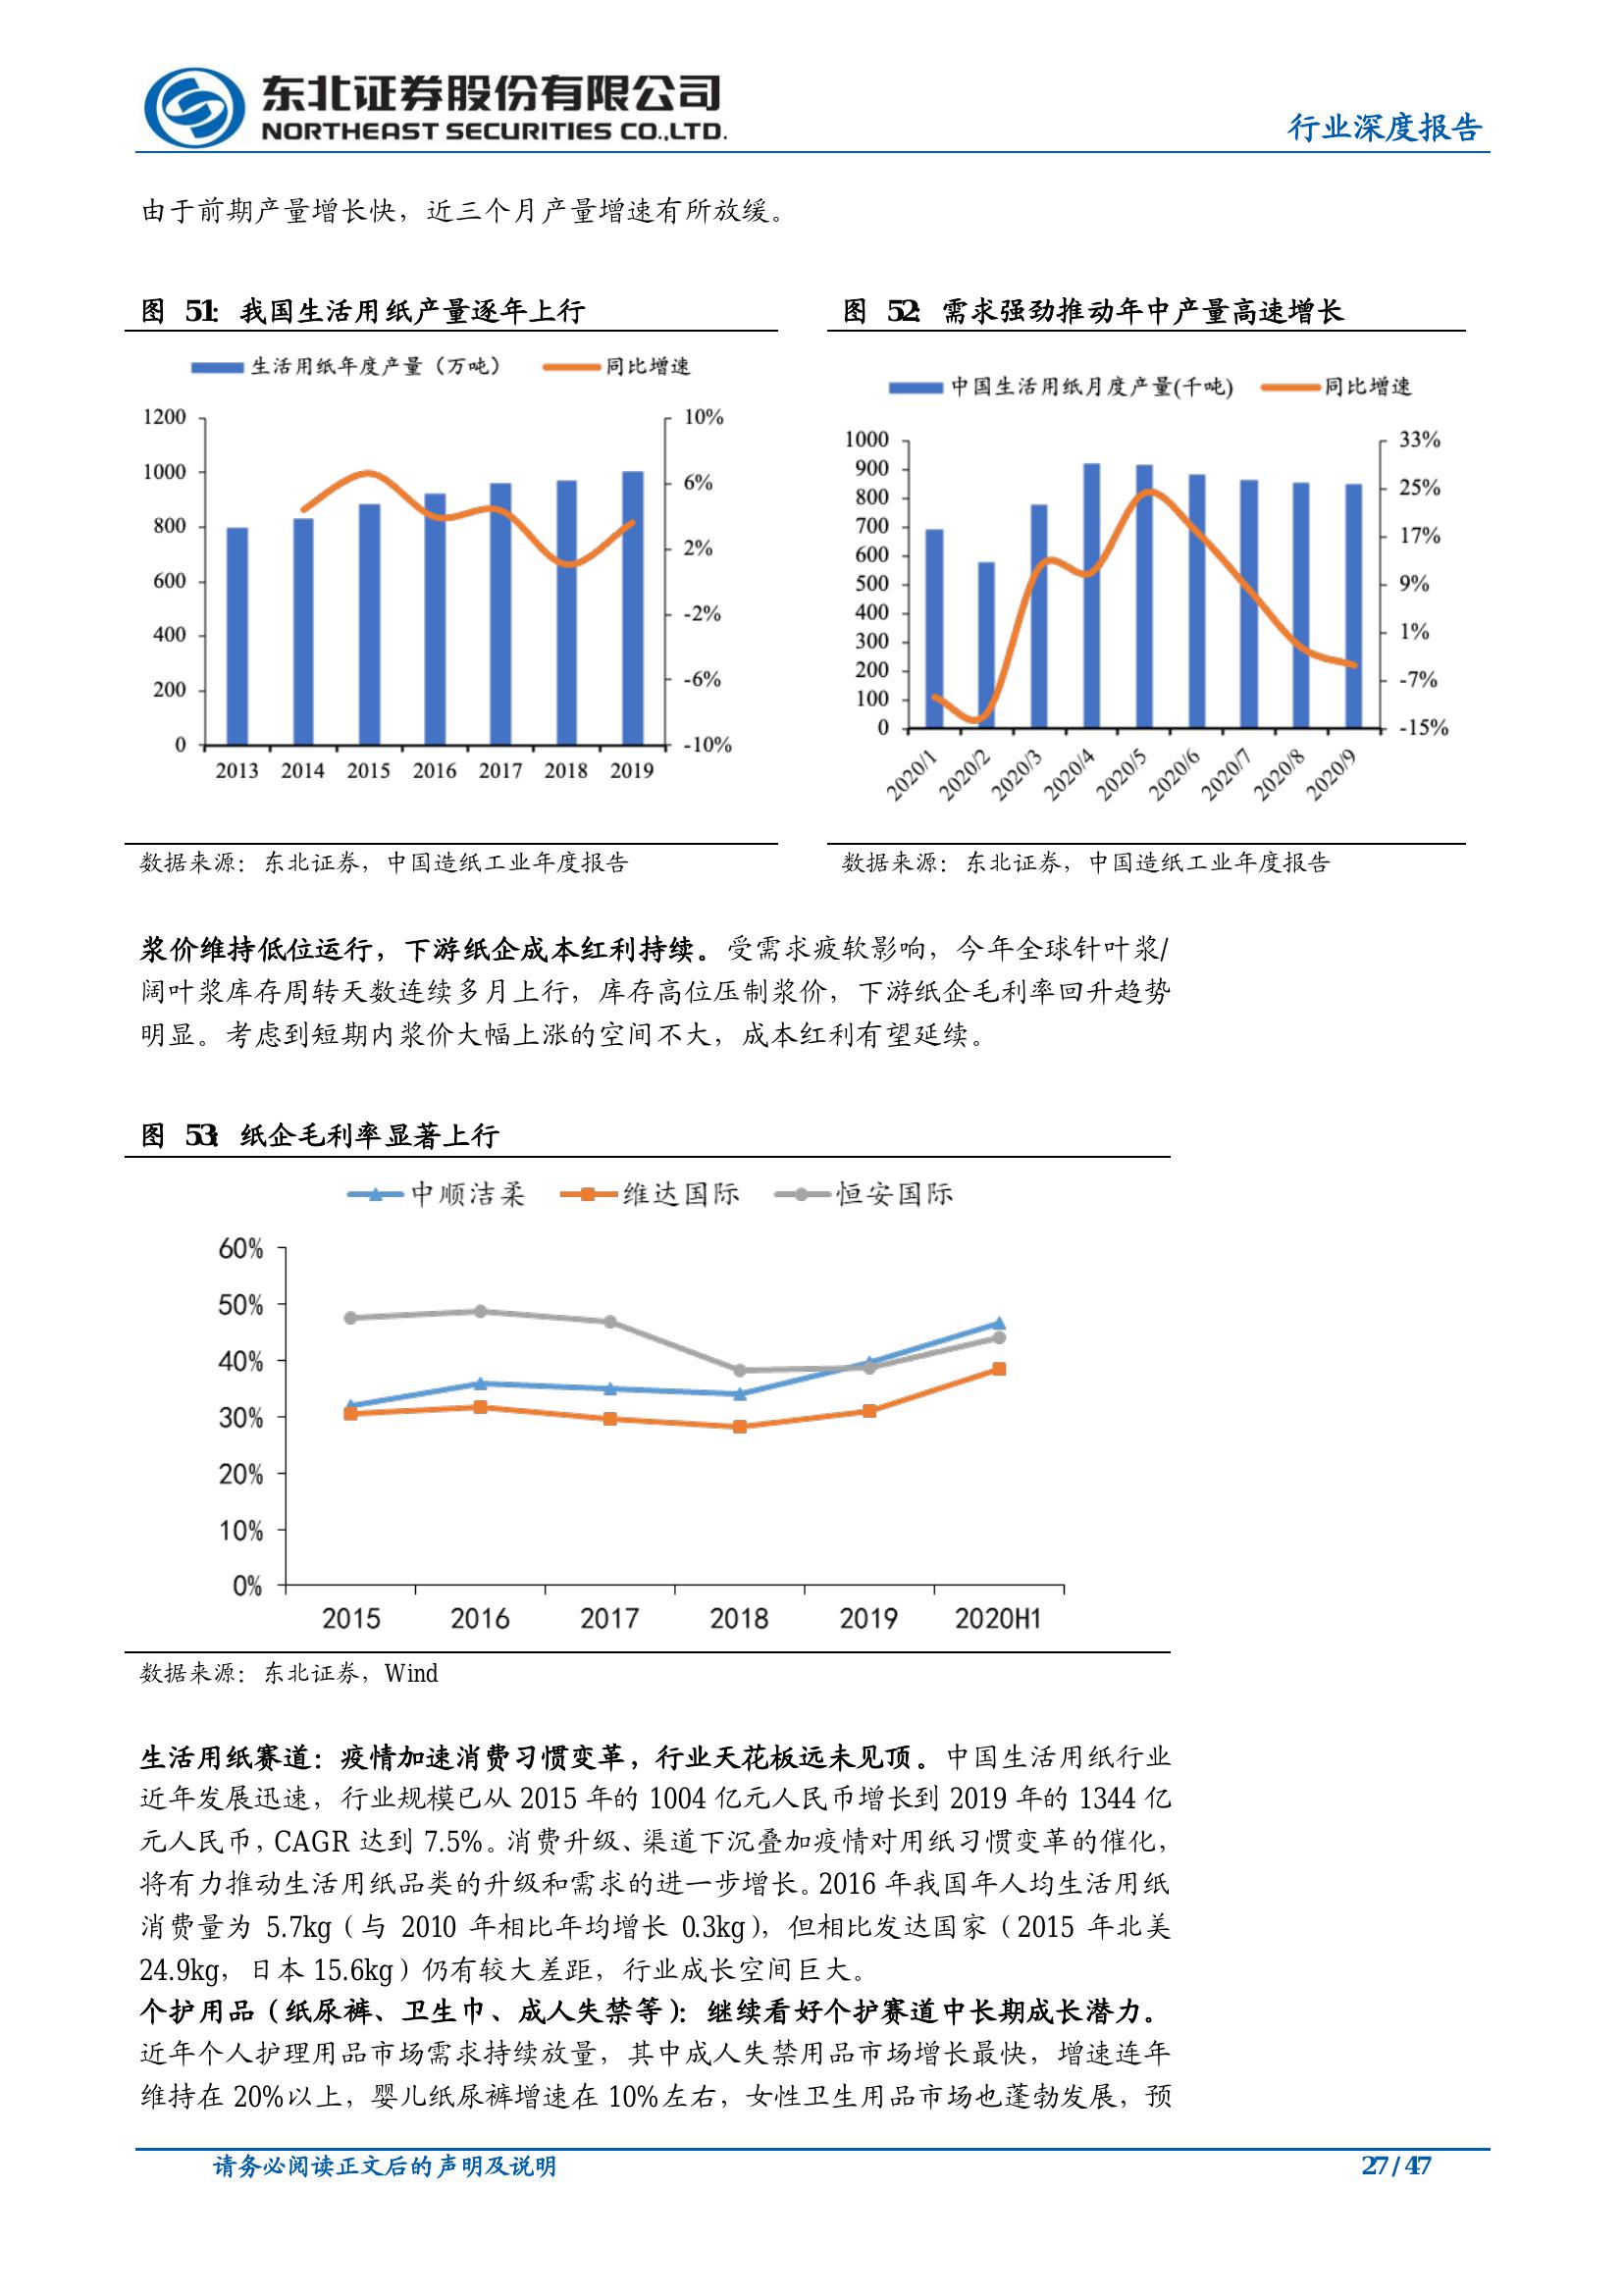 东北证券股份有限公司
NORTHEAST SECURITIES CO.,LTD.
行业深度报告
由于前期产量增长快，近三个月产量增速有所放缓。
图 51：我国生活用纸产量逐年上行
生活用纸年度产量（万吨） 同比增速
1200
1000
800
600
400
200
0
10%
6%
2%
-2%
-6%
-10%
2013 2014 2015 2016 2017 2018 2019
数据来源：东北证券，中国造纸工业年度报告
图 52：需求强劲推动年中产量高速增长
中国生活用纸月度产量(千吨) 同比增速
1000
900
800
700
600
500
400
300
200
100
0
33%
25%
17%
9%
1%
-7%
-15%
2020/1 2020/2 2020/3 2020/4 2020/5 2020/6 2020/7 2020/8 2020/9
数据来源：东北证券，中国造纸工业年度报告
浆价维持低位运行，下游纸企成本红利持续。受需求疲软影响，今年全球针叶浆/
阔叶浆库存周转天数连续多月上行，库存高位压制浆价，下游纸企毛利率回升趋势
明显。考虑到短期内浆价大幅上涨的空间不大，成本红利有望延续。
图 53：纸企毛利率显著上行
中顺洁柔 维达国际 恒安国际
60%
50%
40%
30%
20%
10%
0%
2015 2016 2017 2018 2019 2020H1
数据来源：东北证券，Wind
生活用纸赛道：疫情加速消费习惯变革，行业天花板远未见顶。中国生活用纸行业
近年发展迅速，行业规模已从 2015 年的 1004 亿元人民币增长到 2019 年的 1344 亿
元人民币，CAGR 达到 7.5%。消费升级、渠道下沉叠加疫情对用纸习惯变革的催化，
将有力推动生活用纸品类的升级和需求的进一步增长。2016 年我国年人均生活用纸
消费量为 5.7kg（与 2010 年相比年均增长 0.3kg），但相比发达国家（2015 年北美
24.9kg，日本 15.6kg）仍有较大差距，行业成长空间巨大。
个护用品（纸尿裤、卫生巾、成人失禁等）：继续看好个护赛道中长期成长潜力。
近年个人护理用品市场需求持续放量，其中成人失禁用品市场增长最快，增速连年
维持在 20%以上，婴儿纸尿裤增速在 10%左右，女性卫生用品市场也蓬勃发展，预
请务必阅读正文后的声明及说明
27 / 47